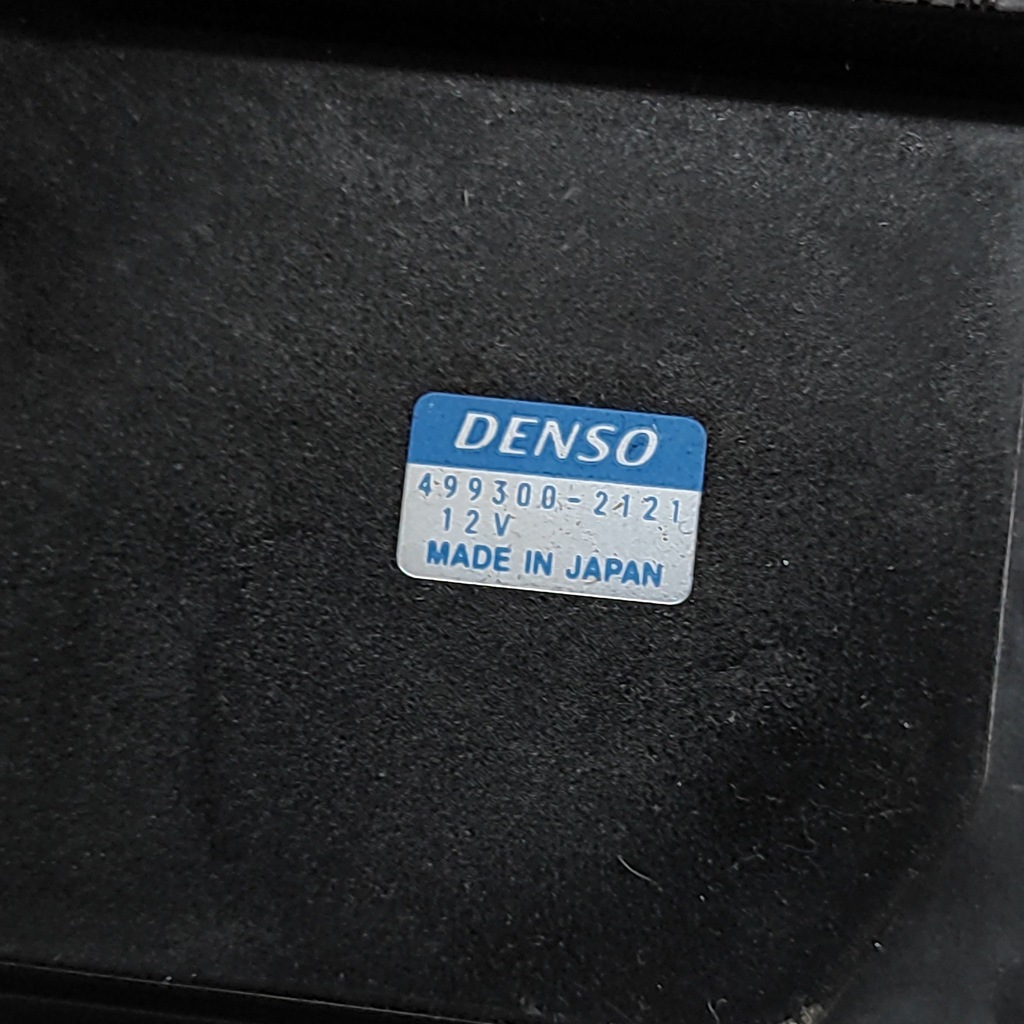 DENSO
499300-2121
12V
MADE IN JAPAN